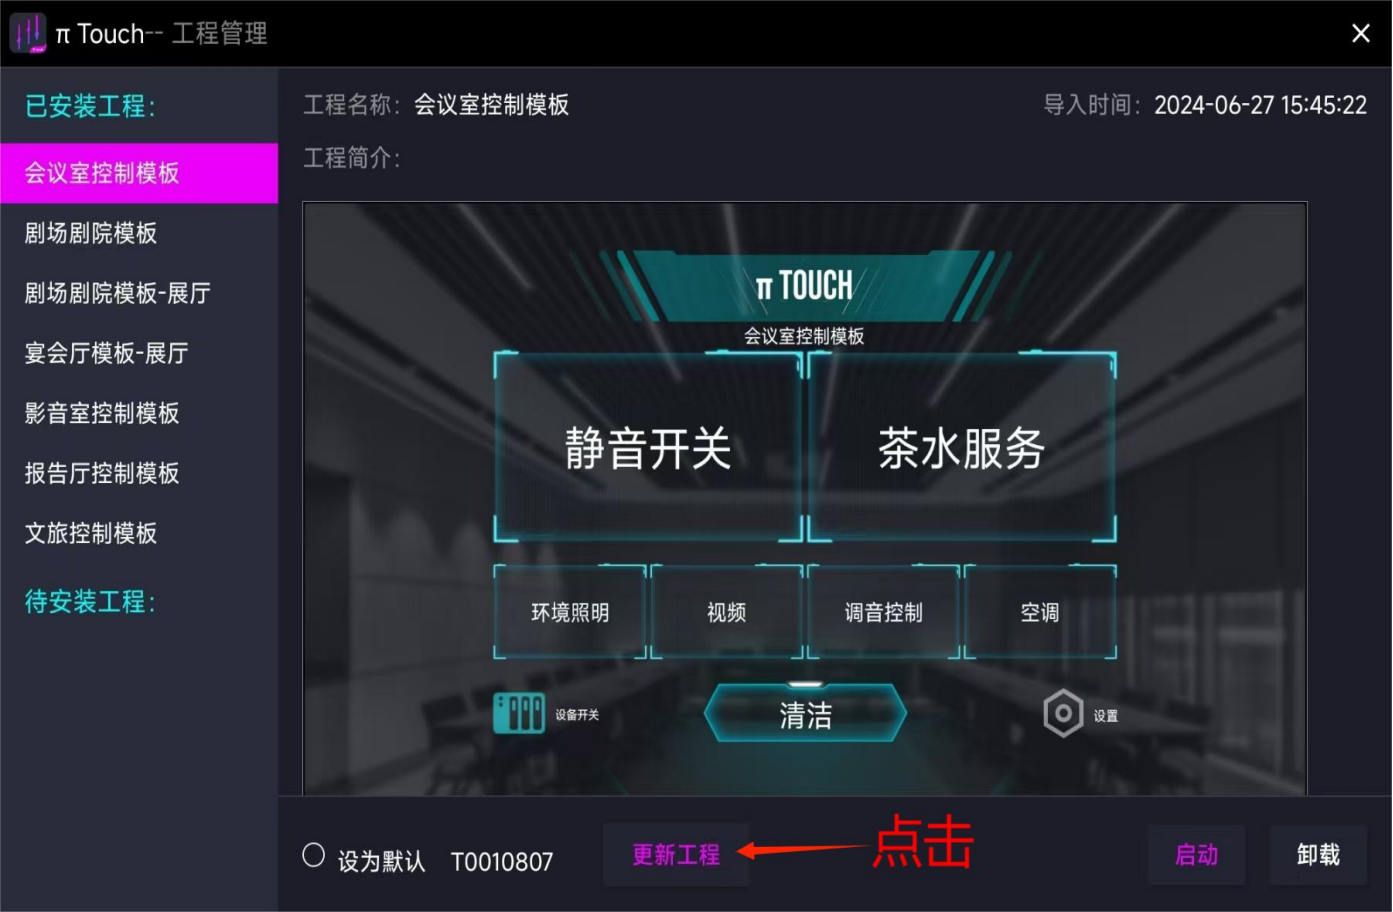 π Touch-- 工程管理
已安装工程：
会议室控制模板
剧场剧院模板
剧场剧院模板-展厅
宴会厅模板-展厅
影音室控制模板
报告厅控制模板
文旅控制模板
待安装工程：
工程名称： 会议室控制模板
导入时间： 2024-06-27 15:45:22
工程简介：
π TOUCH
会议室控制模板
静音开关
茶水服务
环境照明
视频
调音控制
空调
设备开关
清洁
设置
设为默认 T0010807
更新工程
点击
启动
卸载